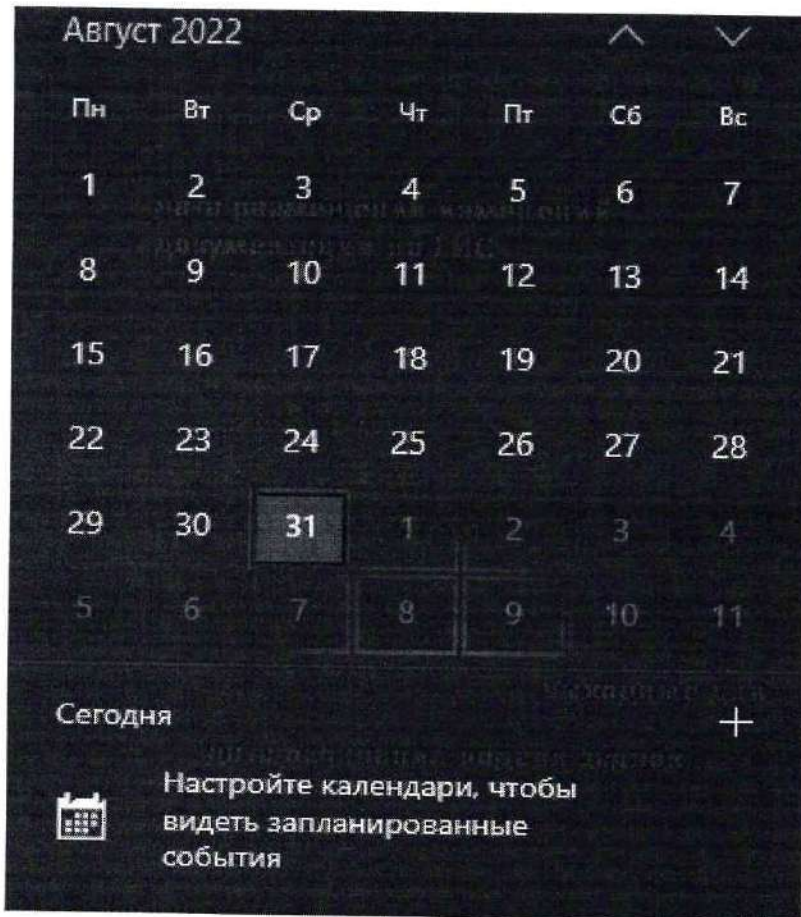 Август 2022
Пн Вт Ср Чт Пт Сб Вс
1 2 3 4 5 6 7
8 9 10 11 12 13 14
15 16 17 18 19 20 21
22 23 24 25 26 27 28
29 30 31 1 2 3 4
5 6 7 8 9 10 11
Сегодня
Настройте календари, чтобы
видеть запланированные
события